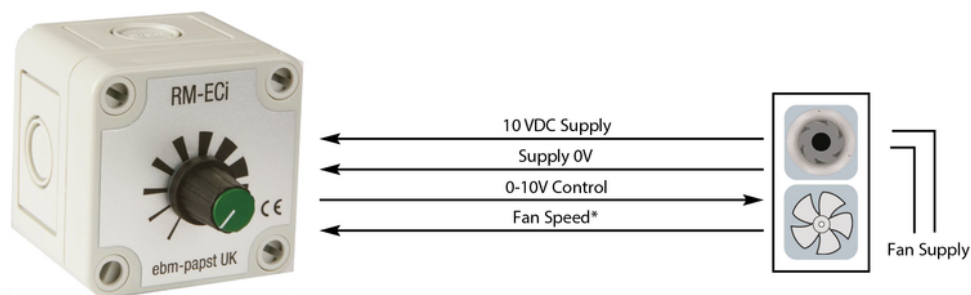 RM-ECi
CE
ebm-papst UK
10 VDC Supply
Supply 0V
0-10V Control
Fan Speed*
Fan Supply